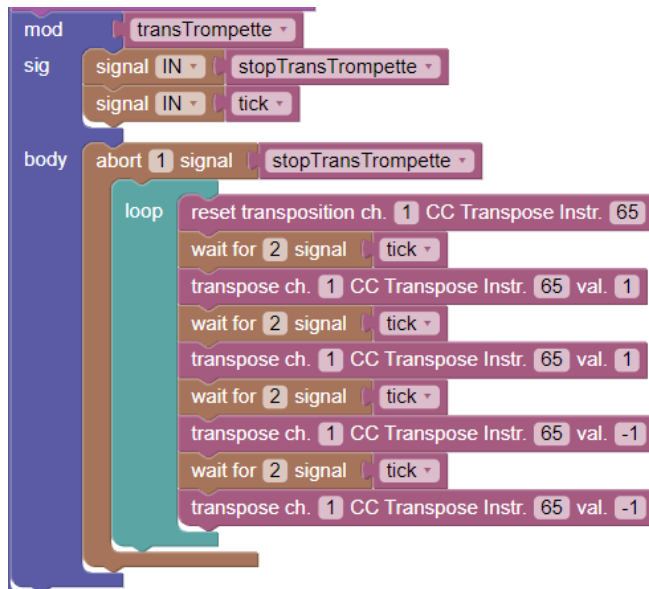 mod transTrompette
sig signal IN stopTransTrompette
signal IN tick
body abort 1 signal stopTransTrompette
loop reset transposition ch. 1 CC Transpose Instr. 65
wait for 2 signal tick
transpose ch. 1 CC Transpose Instr. 65 val. 1
wait for 2 signal tick
transpose ch. 1 CC Transpose Instr. 65 val. 1
wait for 2 signal tick
transpose ch. 1 CC Transpose Instr. 65 val. -1
wait for 2 signal tick
transpose ch. 1 CC Transpose Instr. 65 val. -1